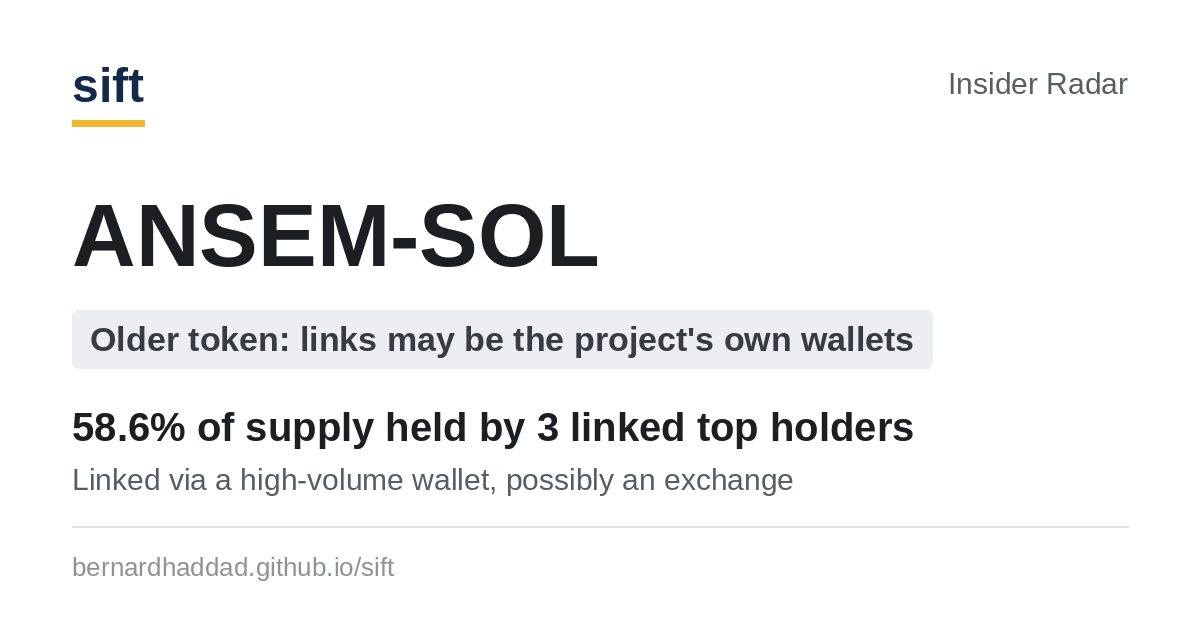 sift
Insider Radar
ANSEM-SOL
Older token: links may be the project's own wallets
58.6% of supply held by 3 linked top holders
Linked via a high-volume wallet, possibly an exchange
bernardhaddad.github.io/sift